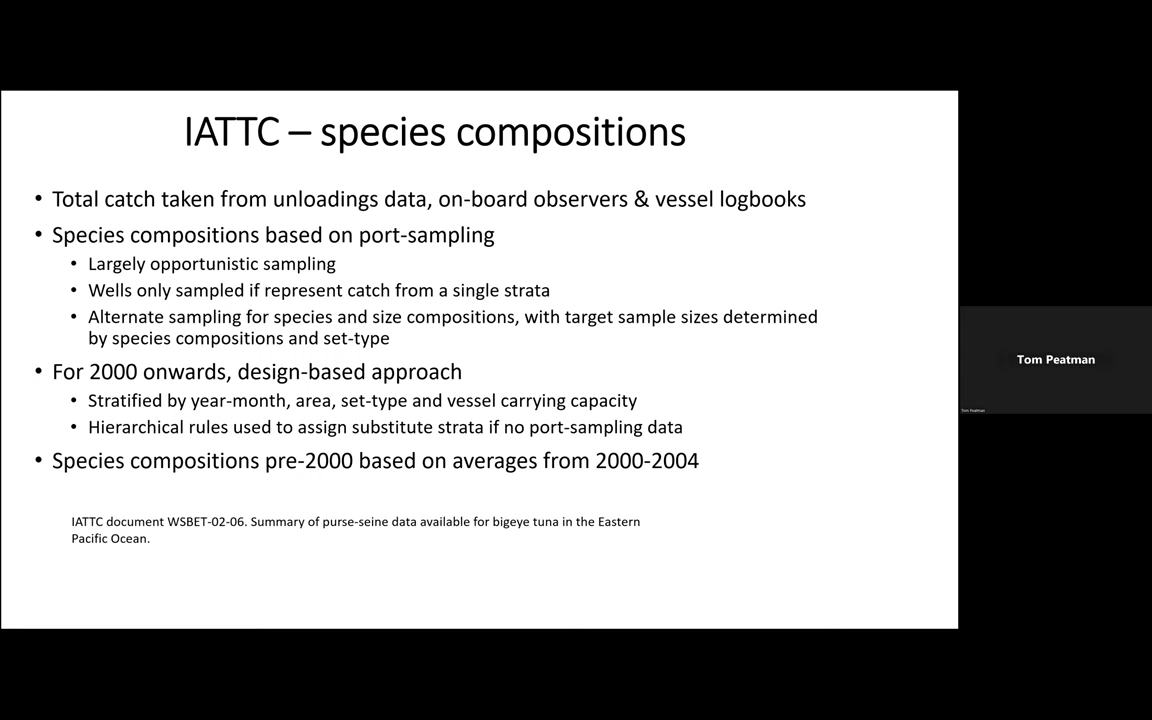 IATTC – species compositions
• Total catch taken from unloadings data, on-board observers & vessel logbooks
• Species compositions based on port-sampling
• Largely opportunistic sampling
• Wells only sampled if represent catch from a single strata
• Alternate sampling for species and size compositions, with target sample sizes determined
by species compositions and set-type
• For 2000 onwards, design-based approach
• Stratified by year-month, area, set-type and vessel carrying capacity
• Hierarchical rules used to assign substitute strata if no port-sampling data
• Species compositions pre-2000 based on averages from 2000-2004
IATTC document WSBET-02-06. Summary of purse-seine data available for bigeye tuna in the Eastern
Pacific Ocean.
Tom Peatman
Tom Peatman